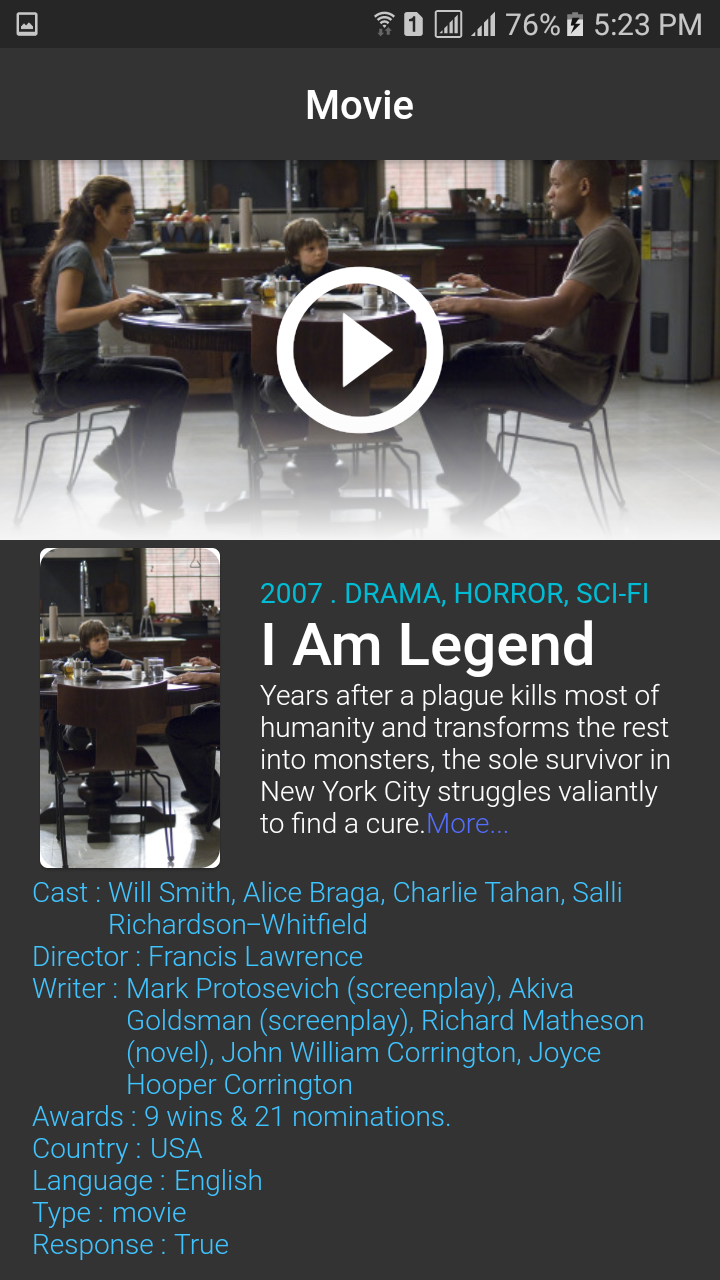 1 76% 5:23 PM
Movie
2007 . DRAMA, HORROR, SCI-FI
I Am Legend
Years after a plague kills most of
humanity and transforms the rest
into monsters, the sole survivor in
New York City struggles valiantly
to find a cure.More...
Cast : Will Smith, Alice Braga, Charlie Tahan, Salli
Richardson–Whitfield
Director : Francis Lawrence
Writer : Mark Protosevich (screenplay), Akiva
Goldsman (screenplay), Richard Matheson
(novel), John William Corrington, Joyce
Hooper Corrington
Awards : 9 wins & 21 nominations.
Country : USA
Language : English
Type : movie
Response : True